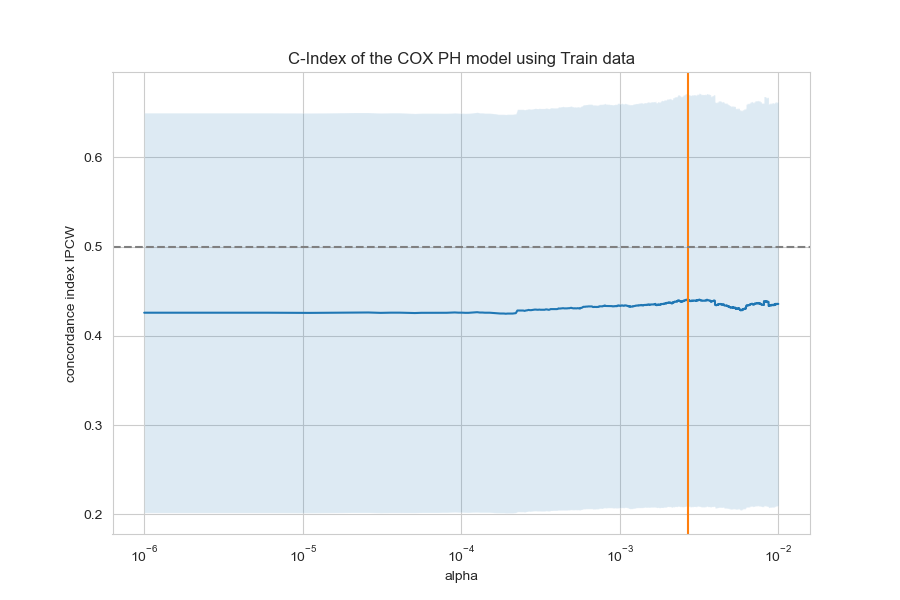 C-Index of the COX PH model using Train data
concordance index IPCW
0.6
0.5
0.4
0.3
0.2
10⁻⁶ 10⁻⁵ 10⁻⁴ 10⁻³ 10⁻²
alpha